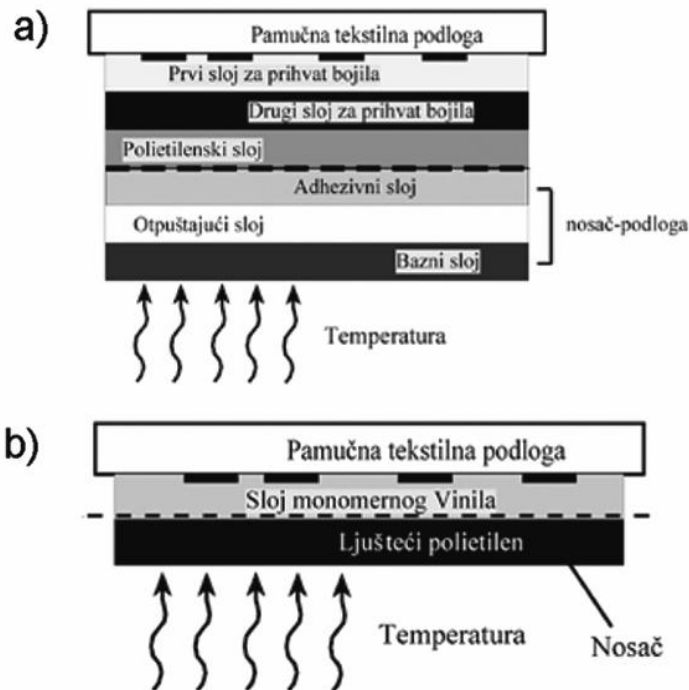 a)
Pamučna tekstilna podloga
Prvi sloj za prihvat bojila
Drugi sloj za prihvat bojila
Polietilenski sloj
Adhezivni sloj
Otpuštajući sloj
nosač-podloga
Bazni sloj
Temperatura
b)
Pamučna tekstilna podloga
Sloj monomernog Vinila
Ljušteći polietilen
Temperatura
Nosač